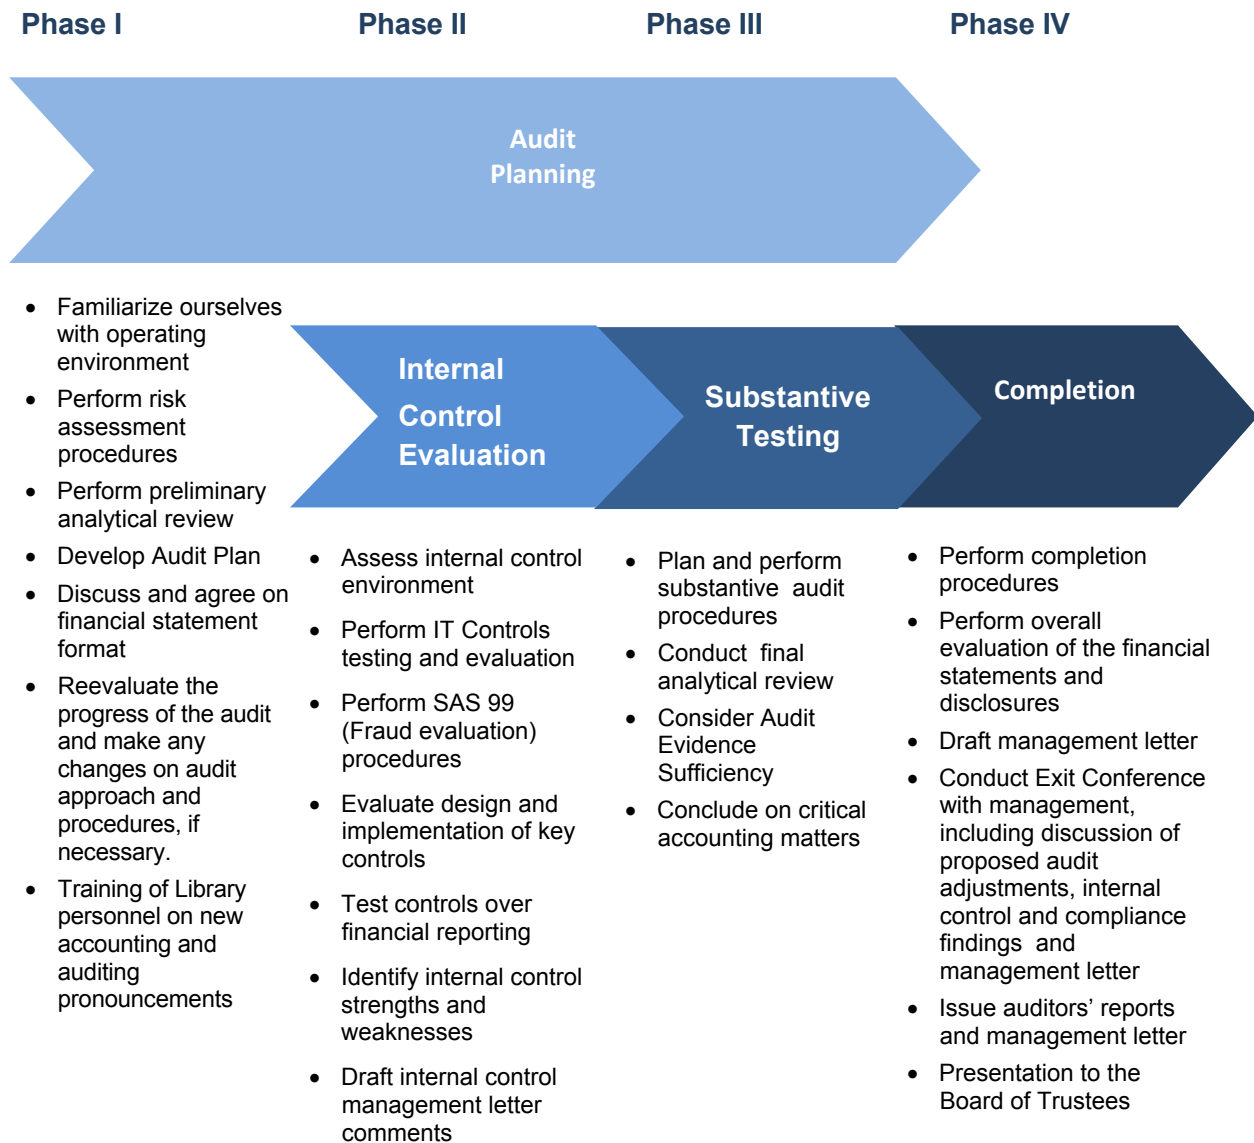 Phase I
Phase II
Phase III
Phase IV
Audit
Planning
• Familiarize ourselves
with operating
environment
• Perform risk
assessment
procedures
• Perform preliminary
analytical review
• Develop Audit Plan
• Discuss and agree on
financial statement
format
• Reevaluate the
progress of the audit
and make any
changes on audit
approach and
procedures, if
necessary.
• Training of Library
personnel on new
accounting and
auditing
pronouncements
Internal
Control
Evaluation
• Assess internal control
environment
• Perform IT Controls
testing and evaluation
• Perform SAS 99
(Fraud evaluation)
procedures
• Evaluate design and
implementation of key
controls
• Test controls over
financial reporting
• Identify internal control
strengths and
weaknesses
• Draft internal control
management letter
comments
Substantive
Testing
• Plan and perform
substantive audit
procedures
• Conduct final
analytical review
• Consider Audit
Evidence
Sufficiency
• Conclude on critical
accounting matters
Completion
• Perform completion
procedures
• Perform overall
evaluation of the financial
statements and
disclosures
• Draft management letter
• Conduct Exit Conference
with management,
including discussion of
proposed audit
adjustments, internal
control and compliance
findings and
management letter
• Issue auditors’ reports
and management letter
• Presentation to the
Board of Trustees